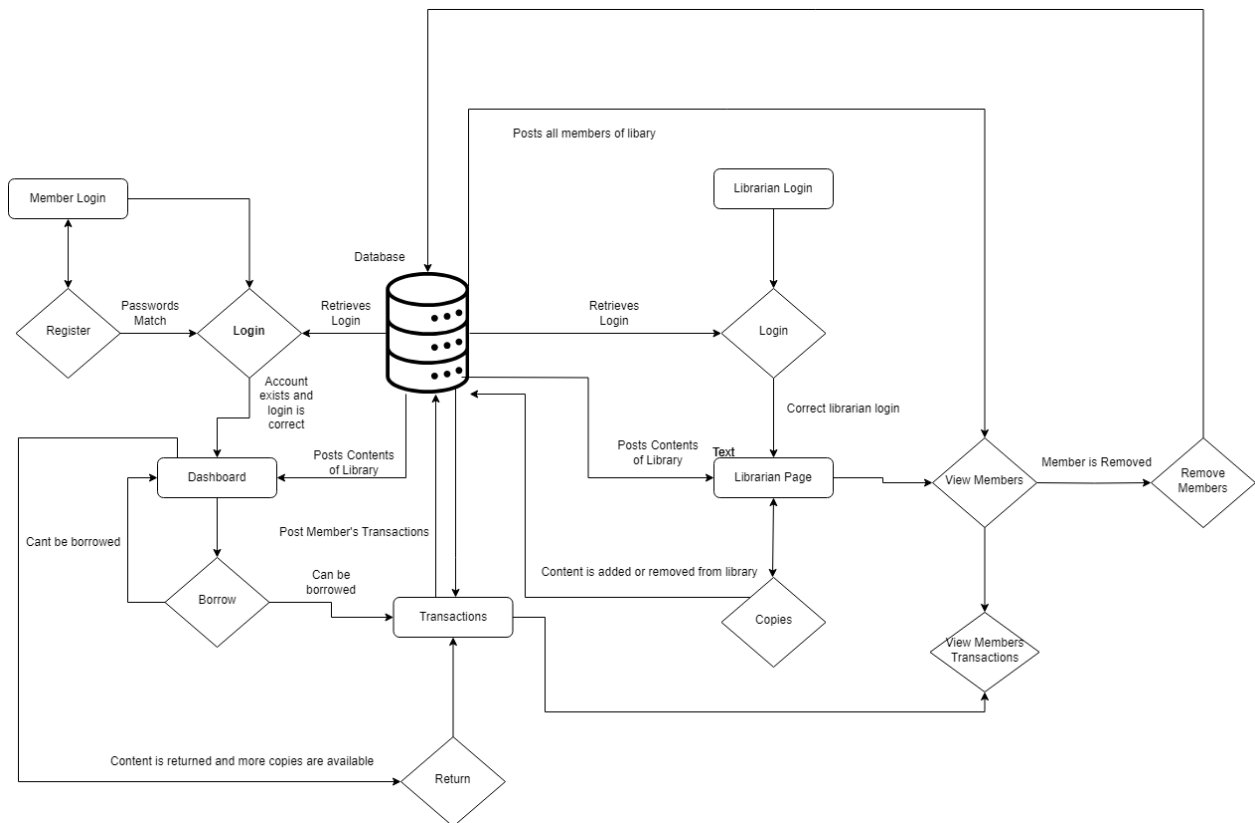 Posts all members of libary
Member Login
Librarian Login
Database
Register
Passwords
Match
Login
Retrieves
Login
Retrieves
Login
Login
Account
exists and
login is
correct
Correct librarian login
Posts Contents
of Library
Dashboard
Posts Contents
of Library
Text
Librarian Page
View Members
Member is Removed
Remove
Members
Cant be borrowed
Post Member's Transactions
Content is added or removed from library
Borrow
Can be
borrowed
Transactions
Copies
View Members
Transactions
Content is returned and more copies are available
Return